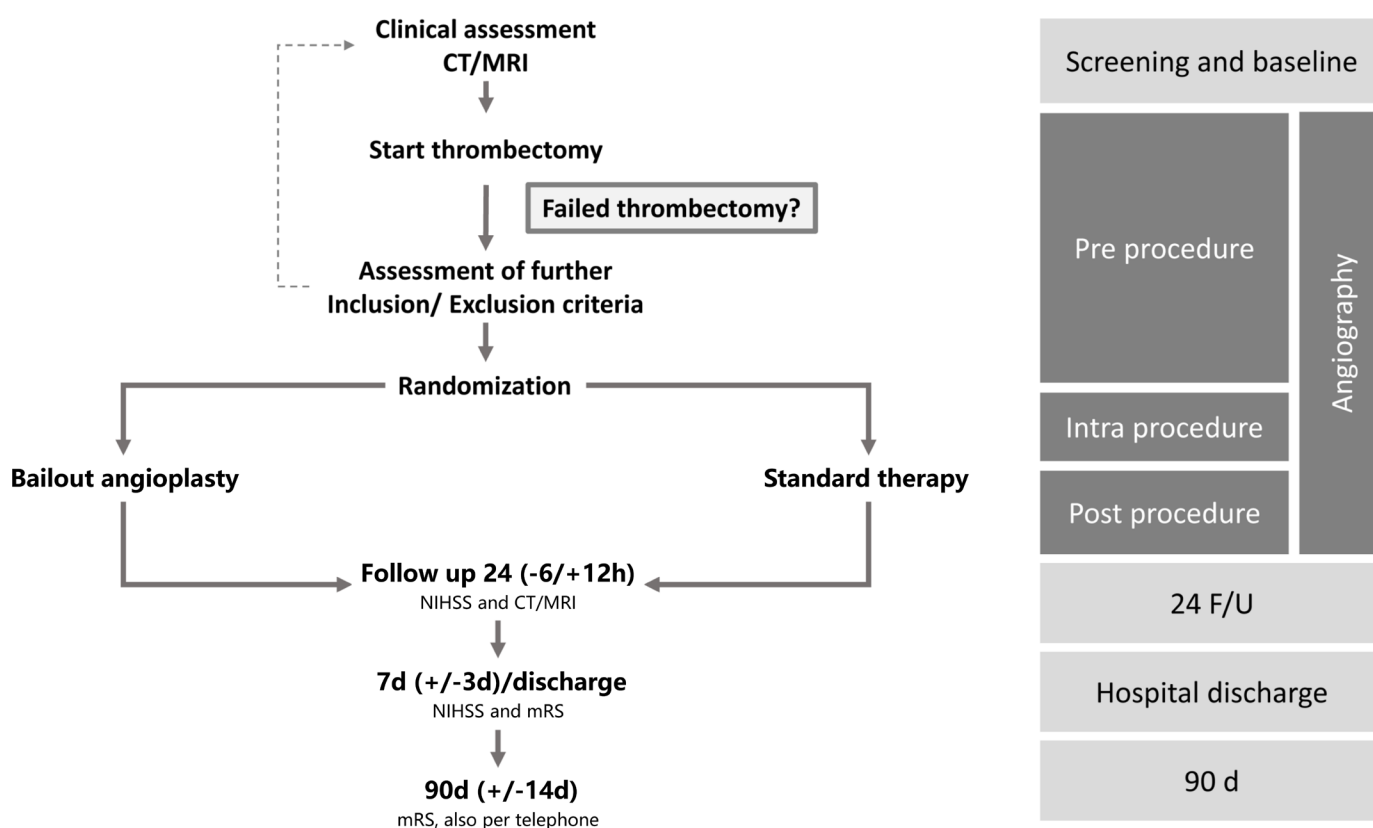 Clinical assessment
CT/MRI
Start thrombectomy
Failed thrombectomy?
Assessment of further
Inclusion/ Exclusion criteria
Randomization
Bailout angioplasty
Standard therapy
Follow up 24 (-6/+12h)
NIHSS and CT/MRI
7d (+/-3d)/discharge
NIHSS and mRS
90d (+/-14d)
mRS, also per telephone
Screening and baseline
Pre procedure
Angiography
Intra procedure
Post procedure
24 F/U
Hospital discharge
90 d